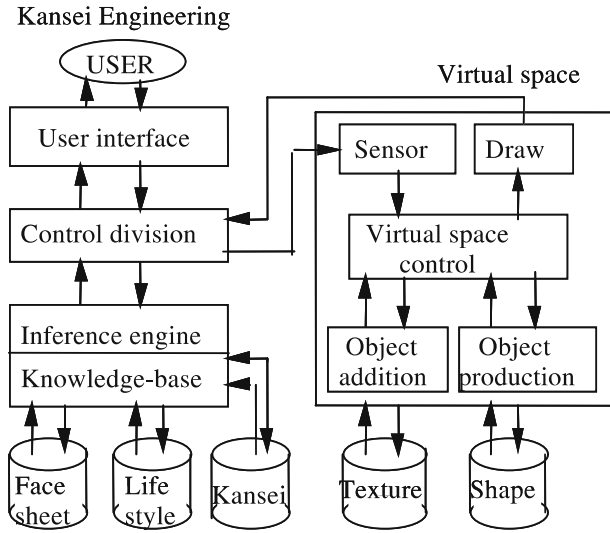 Kansei Engineering
USER
User interface
Control division
Inference engine
Knowledge-base
Face
sheet
Life
style
Kansei
Virtual space
Sensor
Draw
Virtual space
control
Object
addition
Object
production
Texture
Shape